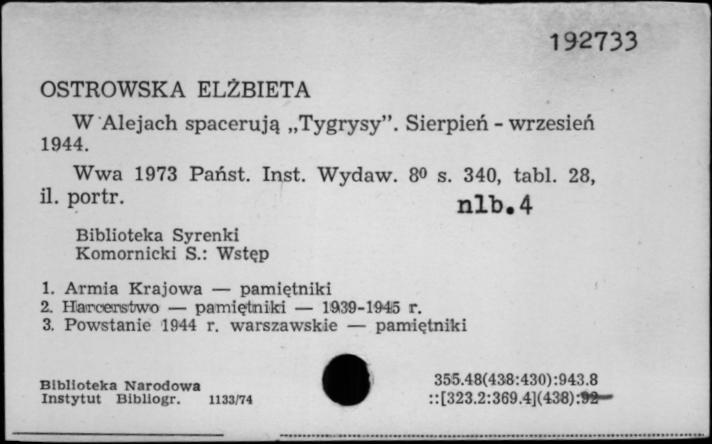 192733
OSTROWSKA ELŻBIETA
W Alejach spacerują „Tygrysy”. Sierpień - wrzesień
1944.
Wwa 1973 Państ. Inst. Wydaw. 8⁰ s. 340, tabl. 28,
il. portr.
nlb.4
Biblioteka Syrenki
Komornicki S.: Wstęp
1. Armia Krajowa — pamiętniki
2. Harcerstwo — pamiętniki — 1939-1945 r.
3. Powstanie 1944 r. warszawskie — pamiętniki
Biblioteka Narodowa
Instytut Bibliogr. 1133/74
355.48(438:430):943.8
::[323.2:369.4](438):92